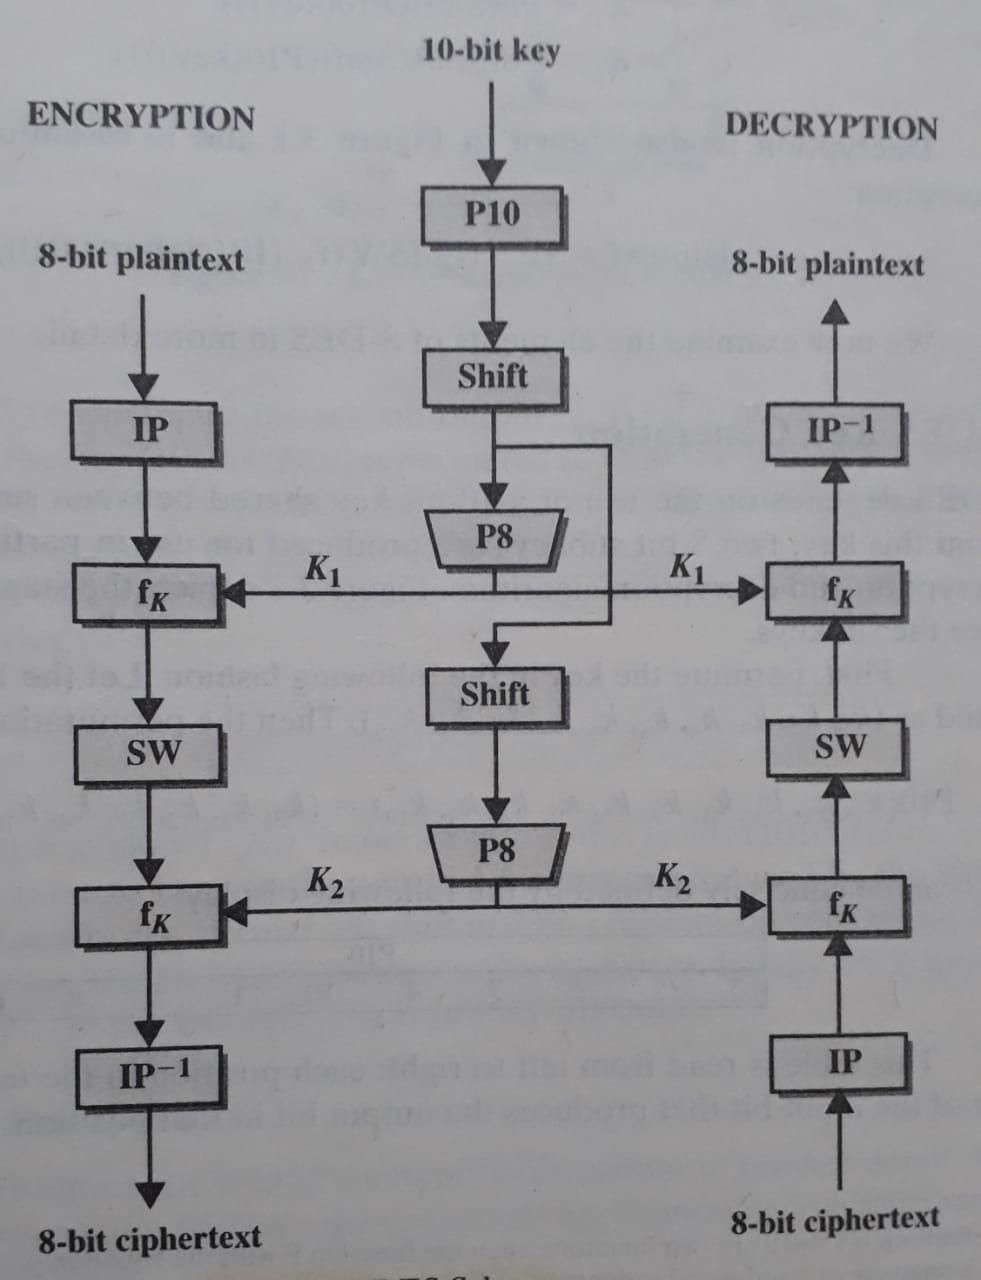 10-bit key
ENCRYPTION
DECRYPTION
P10
8-bit plaintext
8-bit plaintext
Shift
IP
IP⁻¹
P8
K₁
K₁
f_K
f_K
Shift
SW
SW
P8
K₂
K₂
f_K
f_K
IP⁻¹
IP
8-bit ciphertext
8-bit ciphertext